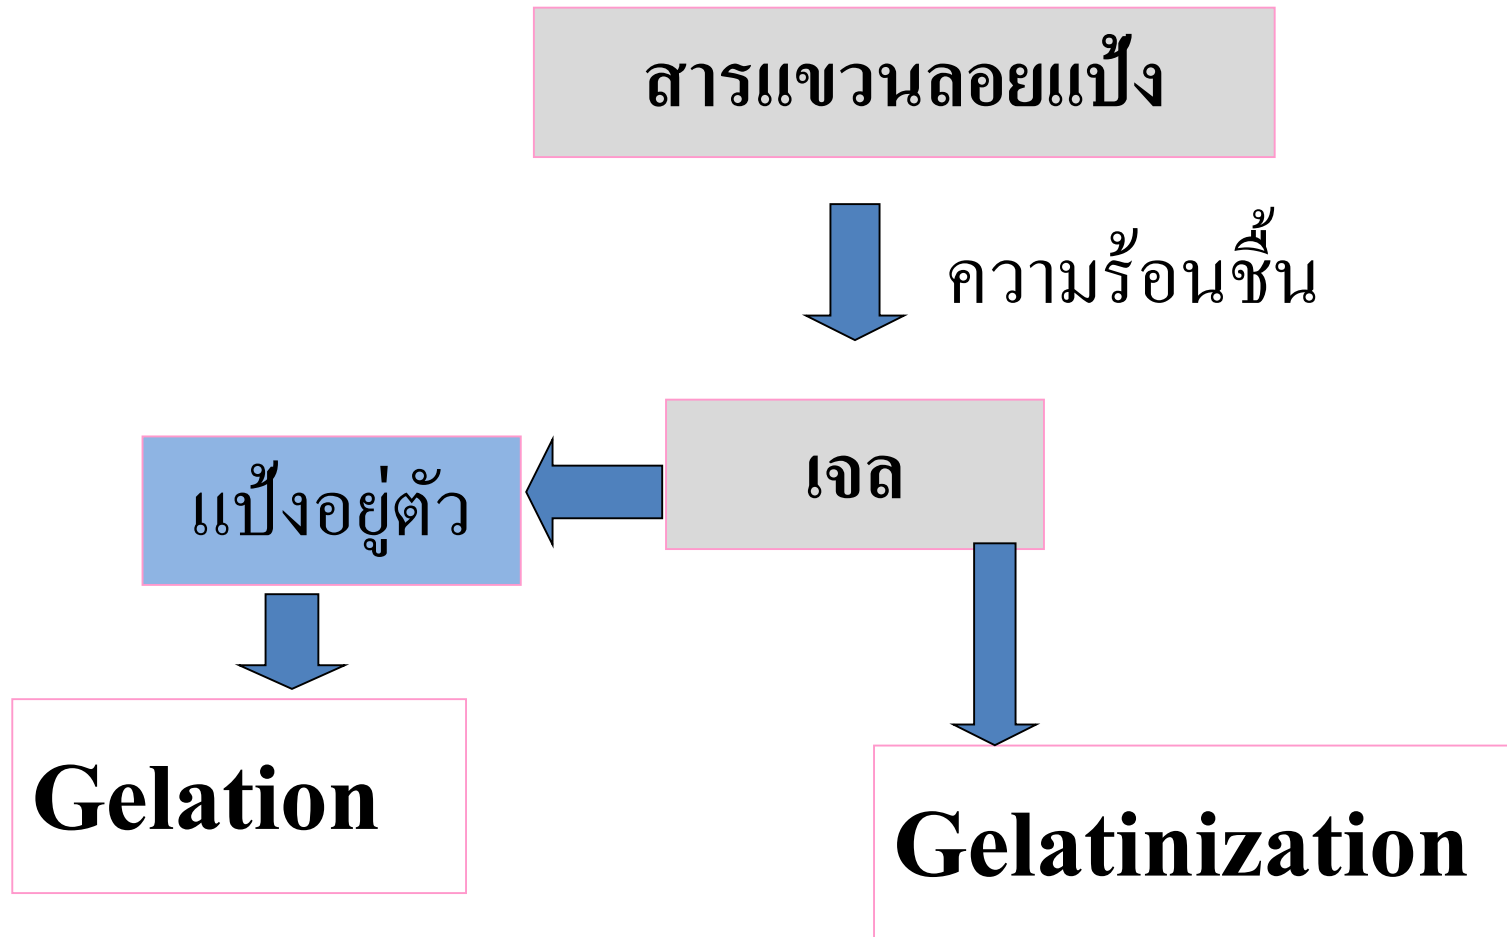 สารแขวนลอยแป้ง
ความร้อนชื้น
เจล
แป้งอยู่ตัว
Gelation
Gelatinization